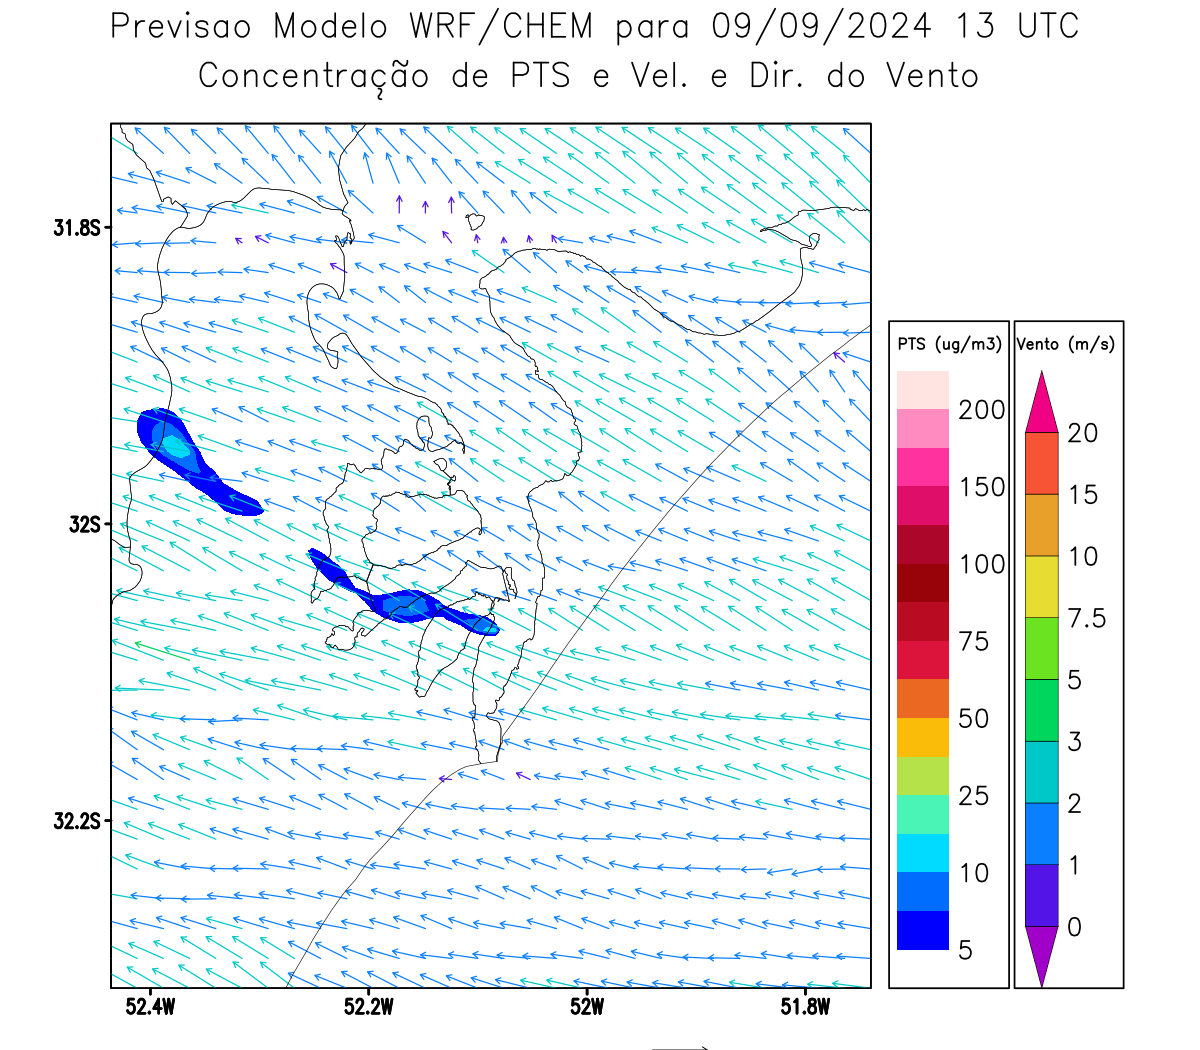 Previsao Modelo WRF/CHEM para 09/09/2024 13 UTC
Concentração de PTS e Vel. e Dir. do Vento
31.8S
32S
32.2S
52.4W 52.2W 52W 51.8W
PTS (ug/m3)
200
150
100
75
50
25
10
5
Vento (m/s)
20
15
10
7.5
5
3
2
1
0